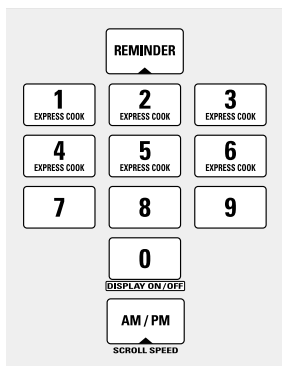 REMINDER
1 2 3
EXPRESS COOK EXPRESS COOK EXPRESS COOK
4 5 6
EXPRESS COOK EXPRESS COOK EXPRESS COOK
7 8 9
0
DISPLAY ON/OFF
AM / PM
SCROLL SPEED